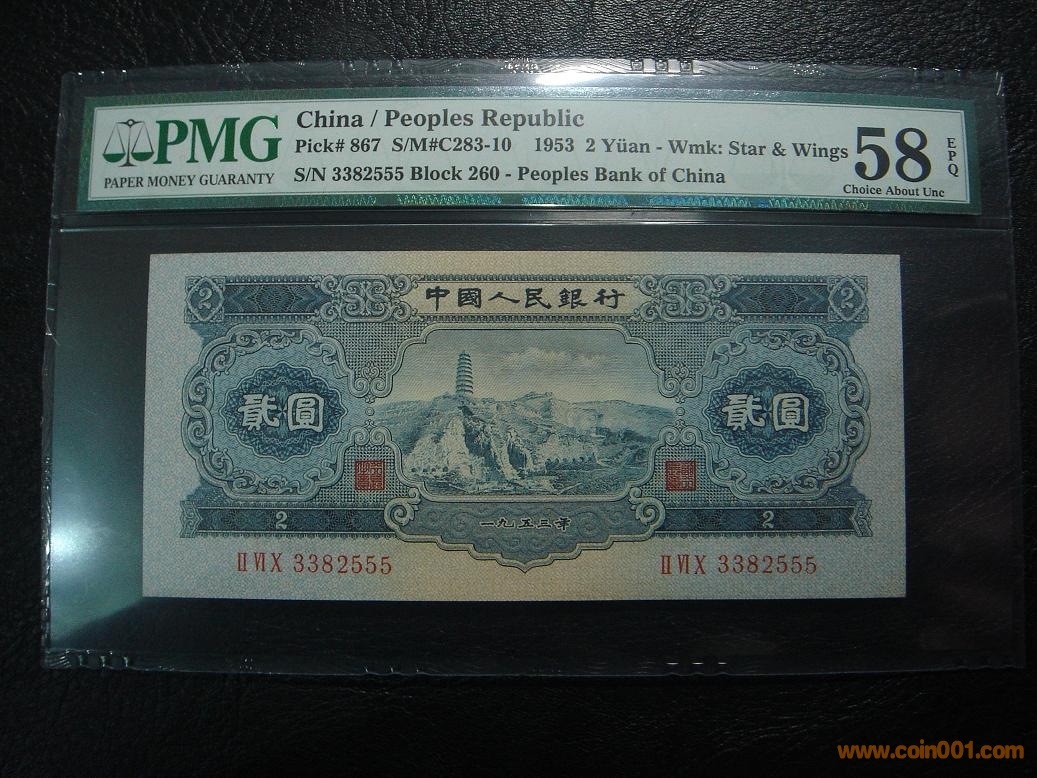 PMG
PAPER MONEY GUARANTY
China / Peoples Republic
Pick# 867 S/M#C283-10 1953 2 Yüan - Wmk: Star & Wings
S/N 3382555 Block 260 - Peoples Bank of China
58
EPQ
Choice About Unc
2
中國人民銀行
2
貳圓
貳圓
2
一九五三年
2
II VI X 3382555
II VI X 3382555
www.coin001.com